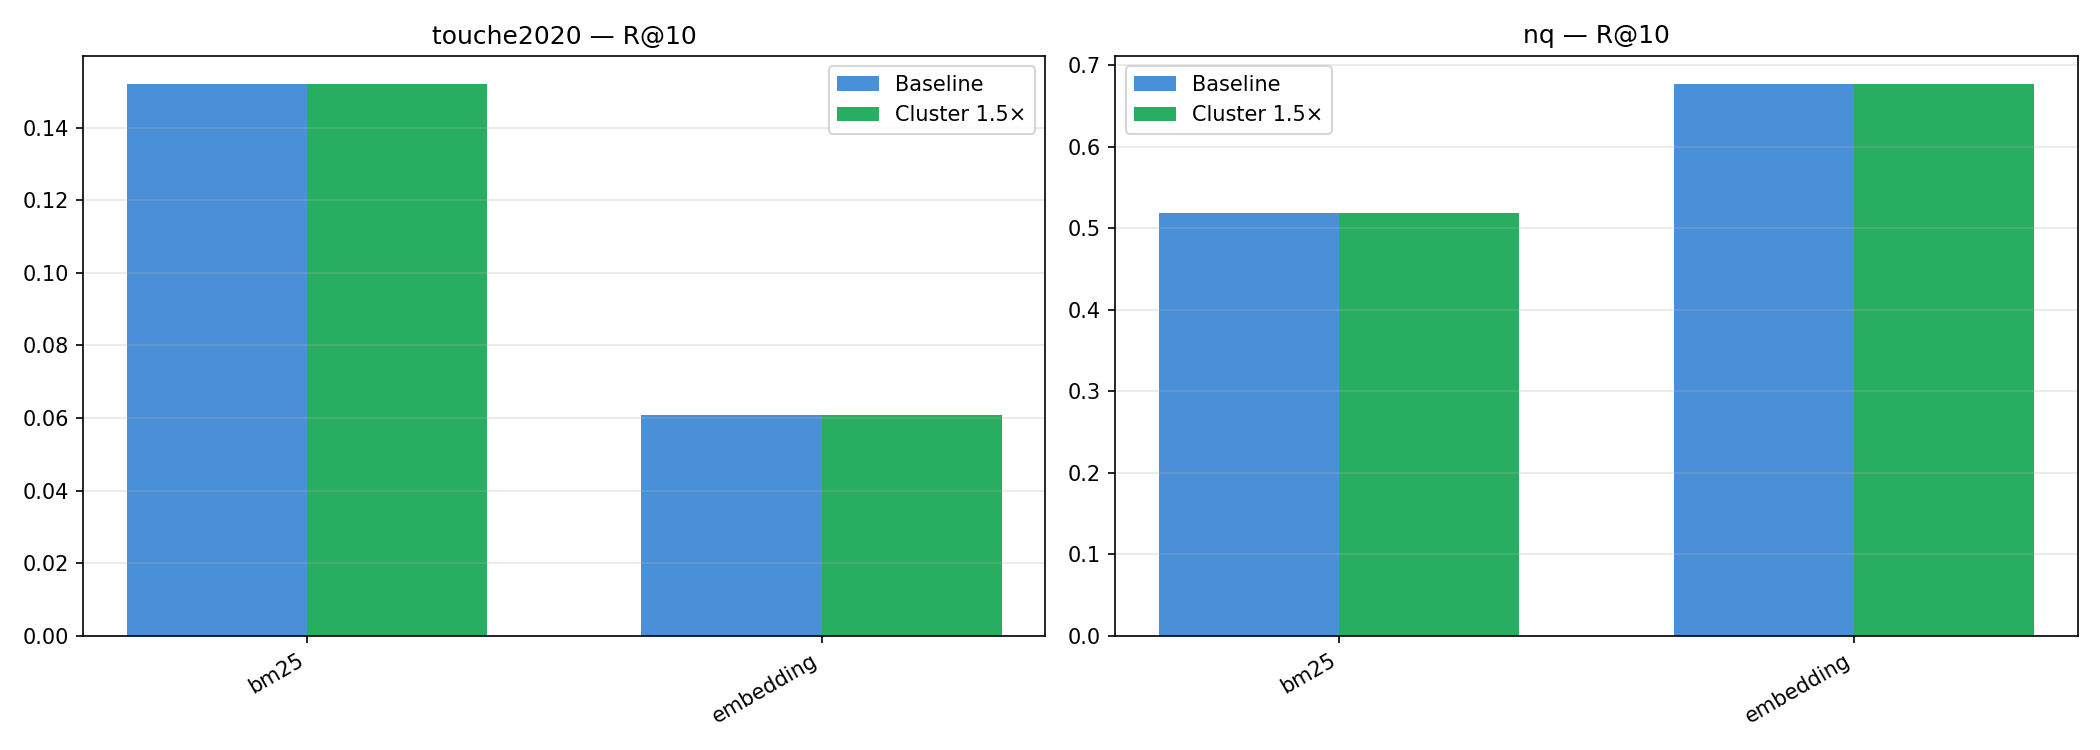 touche2020 — R@10
Baseline
Cluster 1.5×
0.14
0.12
0.10
0.08
0.06
0.04
0.02
0.00
bm25
embedding
nq — R@10
Baseline
Cluster 1.5×
0.7
0.6
0.5
0.4
0.3
0.2
0.1
0.0
bm25
embedding